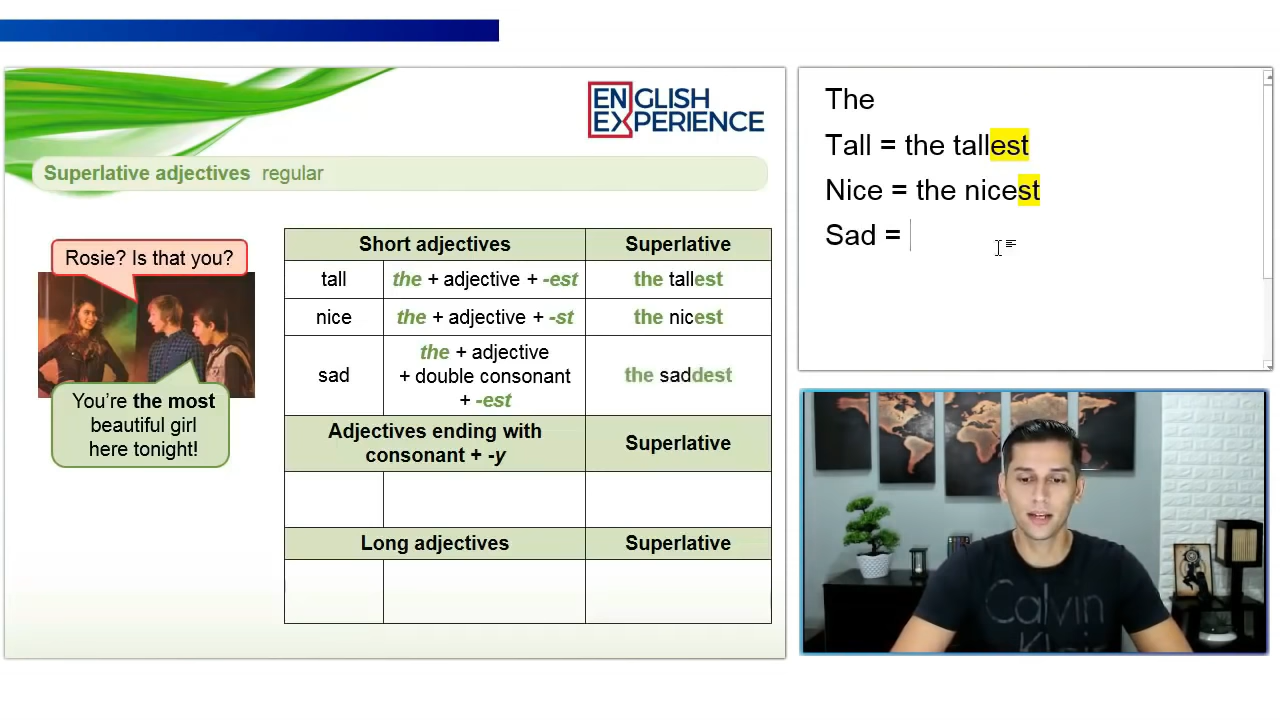 ENGLISH
EXPERIENCE
Superlative adjectives regular
Rosie? Is that you?
You're the most
beautiful girl
here tonight!
Short adjectives Superlative
tall the + adjective + -est the tallest
nice the + adjective + -st the nicest
sad the + adjective
+ double consonant
+ -est the saddest
Adjectives ending with
consonant + -y Superlative
Long adjectives Superlative
The
Tall = the tallest
Nice = the nicest
Sad =
Calvin
Klein